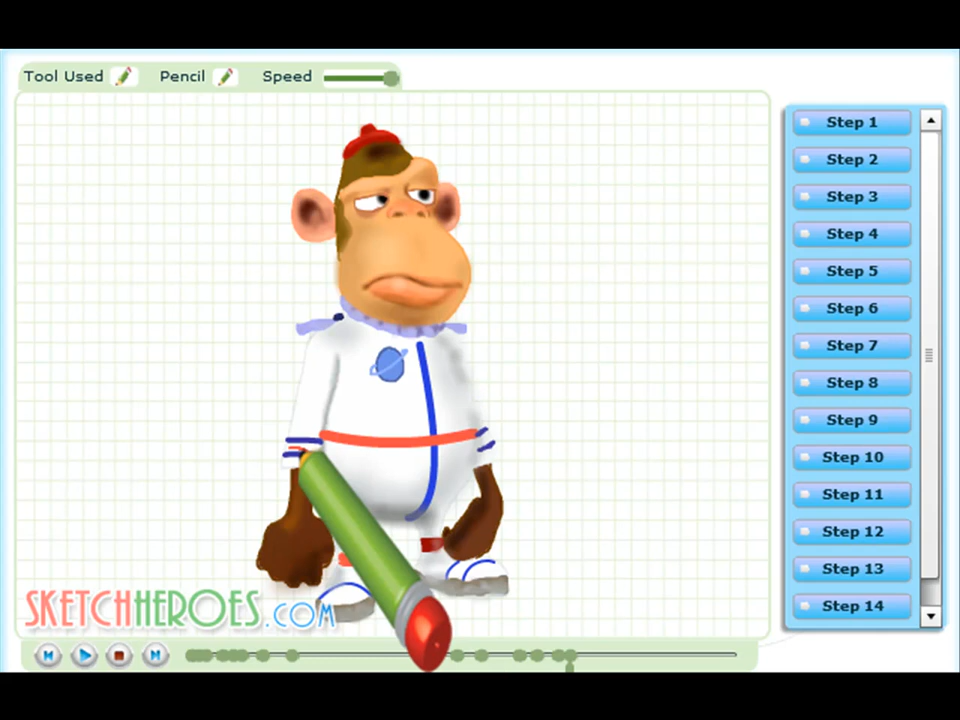 Tool Used Pencil Speed
Step 1
Step 2
Step 3
Step 4
Step 5
Step 6
Step 7
Step 8
Step 9
Step 10
Step 11
Step 12
Step 13
Step 14
SKETCHHEROES.COM